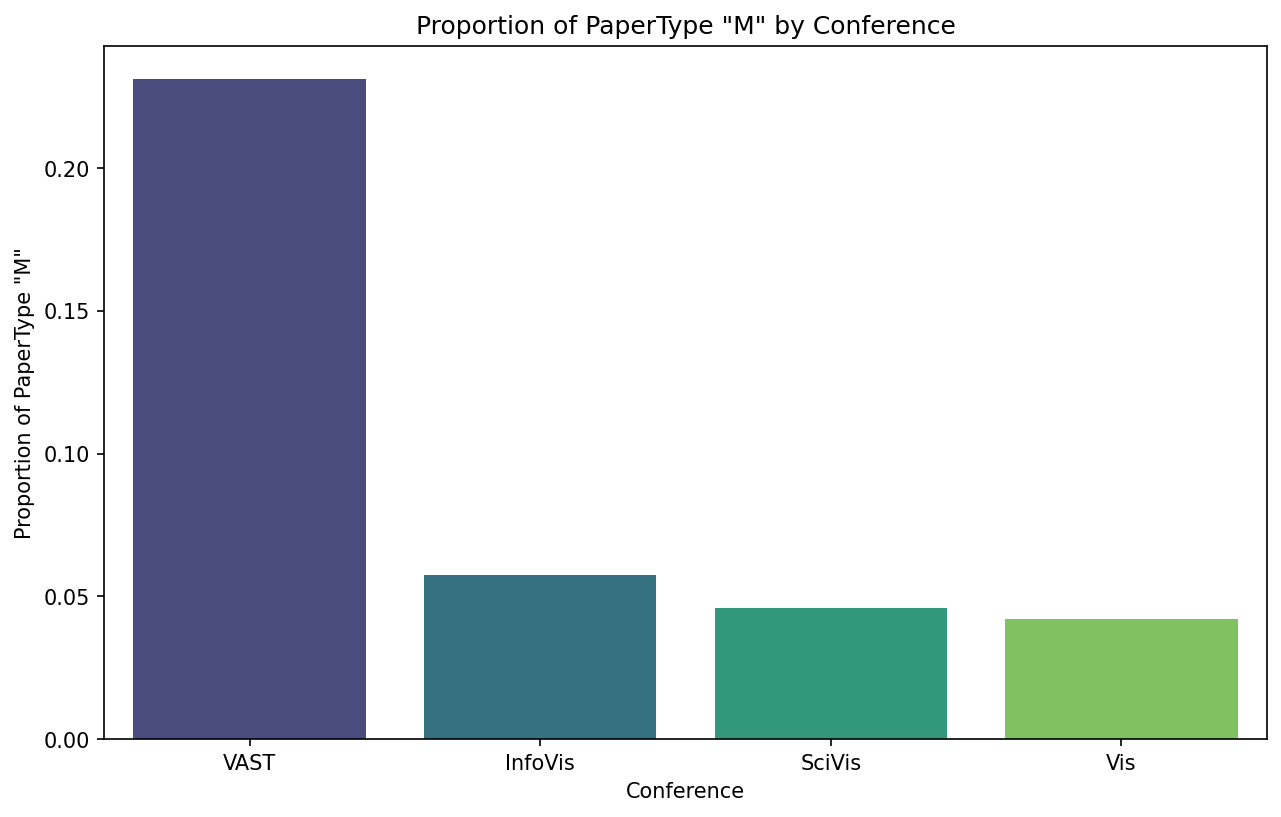 Proportion of PaperType "M" by Conference
Proportion of PaperType "M"
0.20
0.15
0.10
0.05
0.00
VAST InfoVis SciVis Vis
Conference